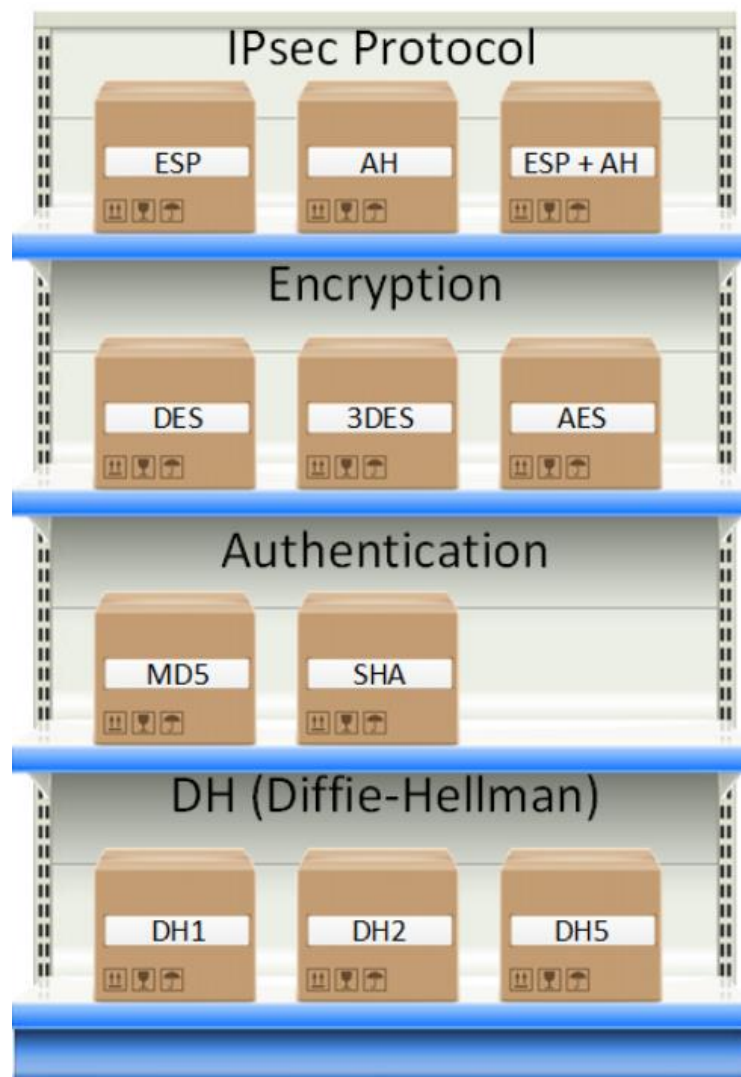 IPsec Protocol
ESP
AH
ESP + AH
Encryption
DES
3DES
AES
Authentication
MD5
SHA
DH (Diffie-Hellman)
DH1
DH2
DH5